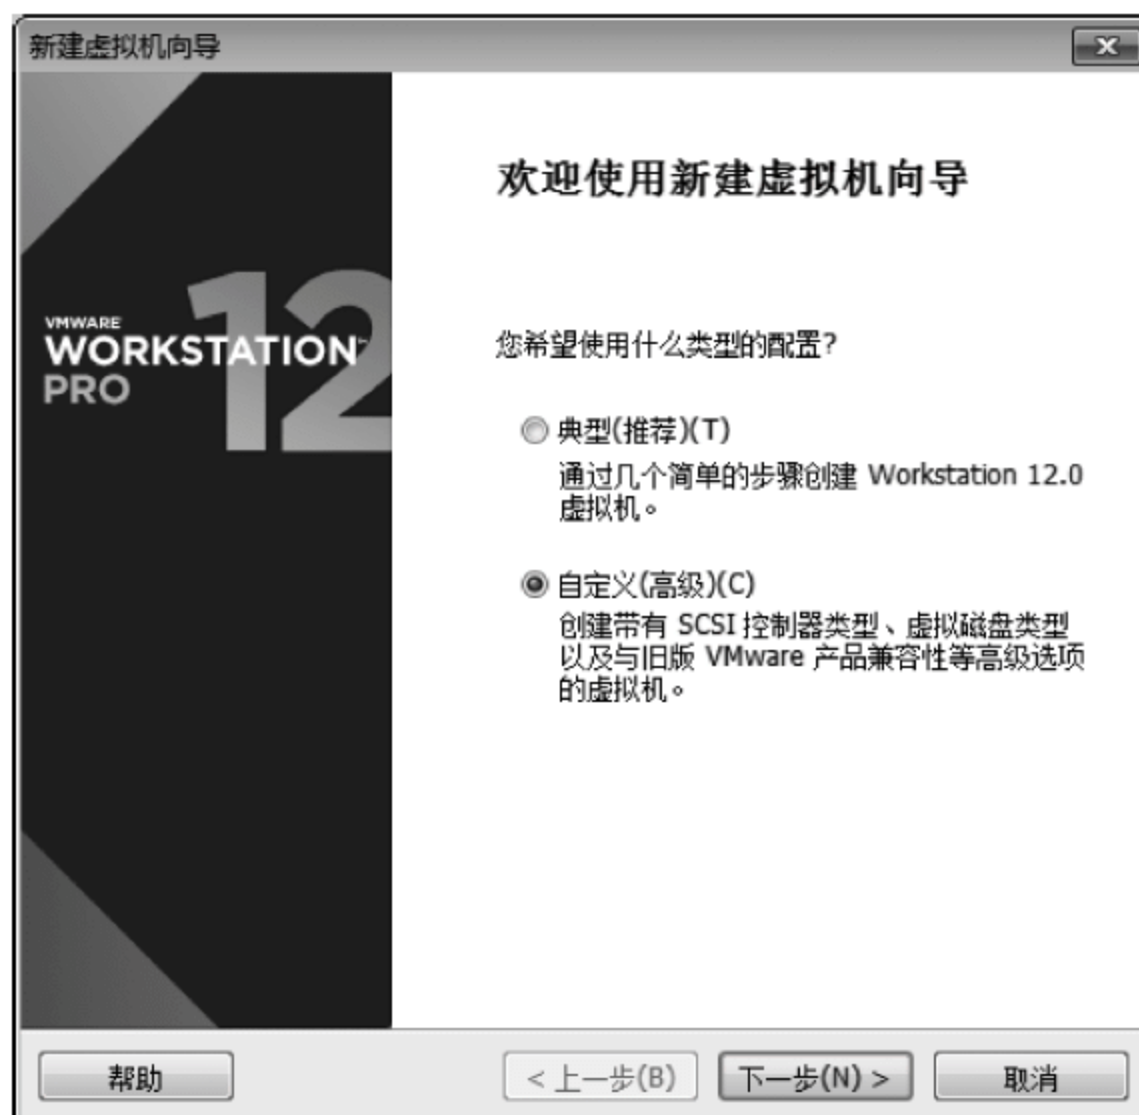 新建虚拟机向导
欢迎使用新建虚拟机向导
VMWARE
WORKSTATION™
PRO
12
您希望使用什么类型的配置?
典型(推荐)(T)
通过几个简单的步骤创建 Workstation 12.0
虚拟机。
自定义(高级)(C)
创建带有 SCSI 控制器类型、虚拟磁盘类型
以及与旧版 VMware 产品兼容性等高级选项
的虚拟机。
帮助
< 上一步(B)
下一步(N) >
取消